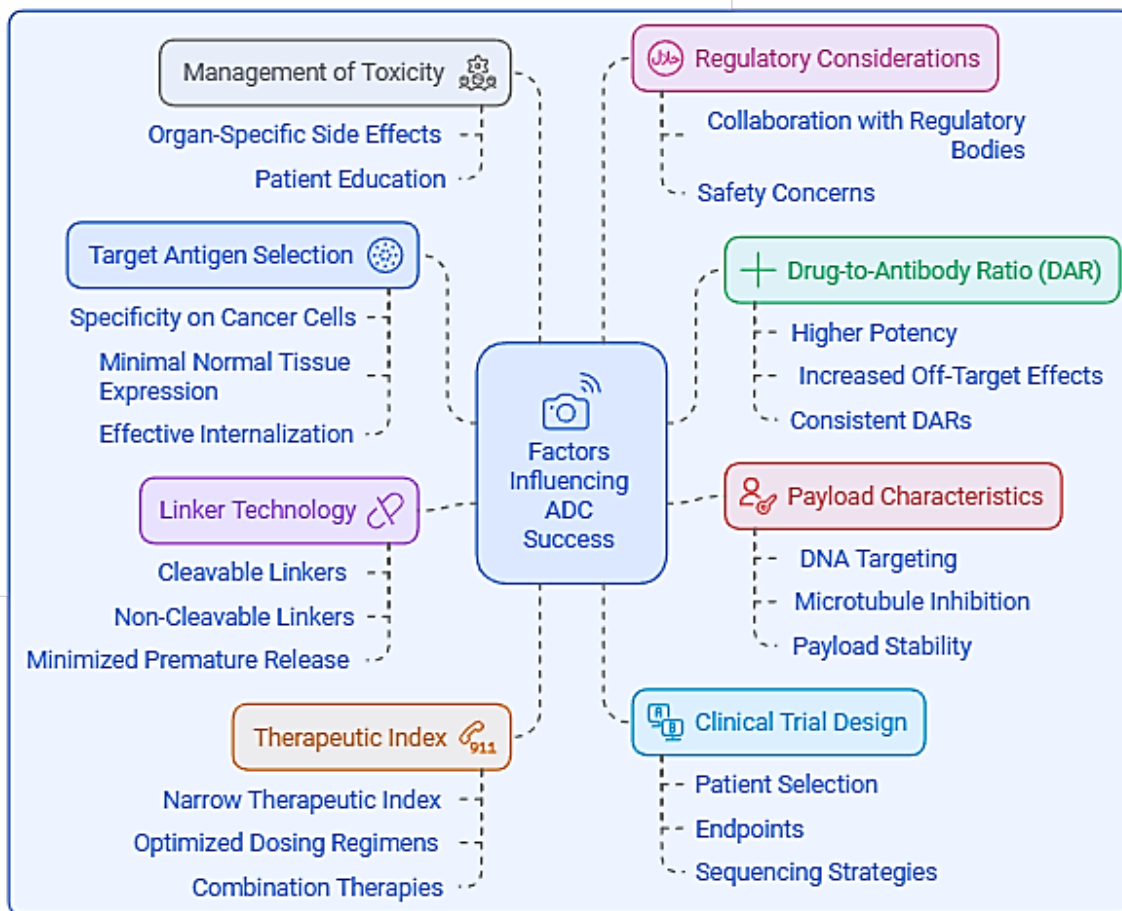 Management of Toxicity
Organ-Specific Side Effects
Patient Education
Target Antigen Selection
Specificity on Cancer Cells
Minimal Normal Tissue
Expression
Effective Internalization
Linker Technology
Cleavable Linkers
Non-Cleavable Linkers
Minimized Premature Release
Therapeutic Index
911
Narrow Therapeutic Index
Optimized Dosing Regimens
Combination Therapies
Factors
Influencing
ADC
Success
حلال
Regulatory Considerations
Collaboration with Regulatory
Bodies
Safety Concerns
Drug-to-Antibody Ratio (DAR)
Higher Potency
Increased Off-Target Effects
Consistent DARs
Payload Characteristics
DNA Targeting
Microtubule Inhibition
Payload Stability
A
B
Clinical Trial Design
Patient Selection
Endpoints
Sequencing Strategies